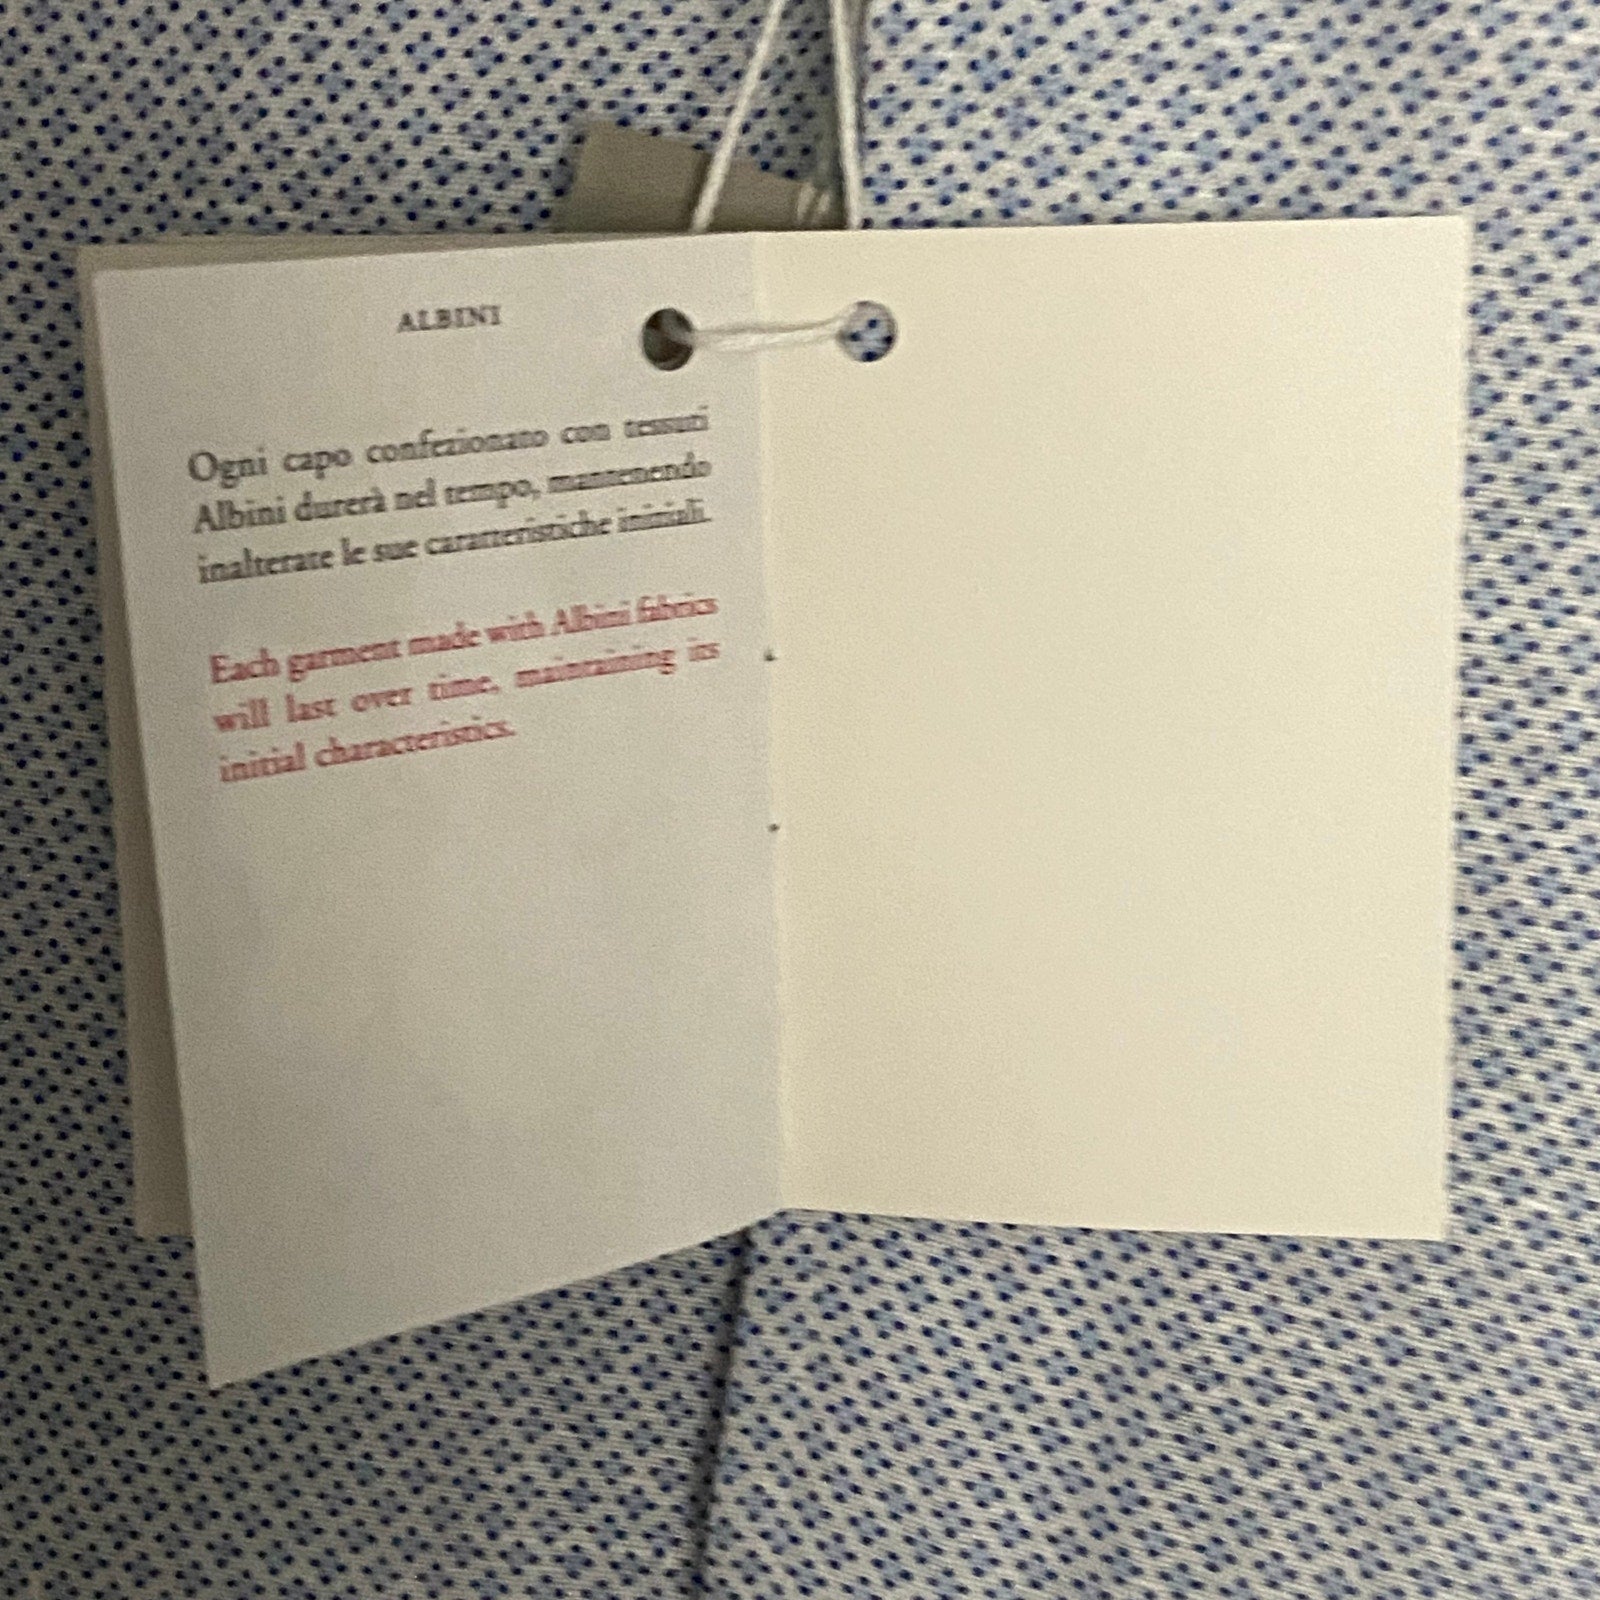 ALBINI
Ogni capo confezionato con tessuti
Albini durerà nel tempo, mantenendo
inalterate le sue caratteristiche iniziali.
Each garment made with Albini fabrics
will last over time, maintaining its
initial characteristics.